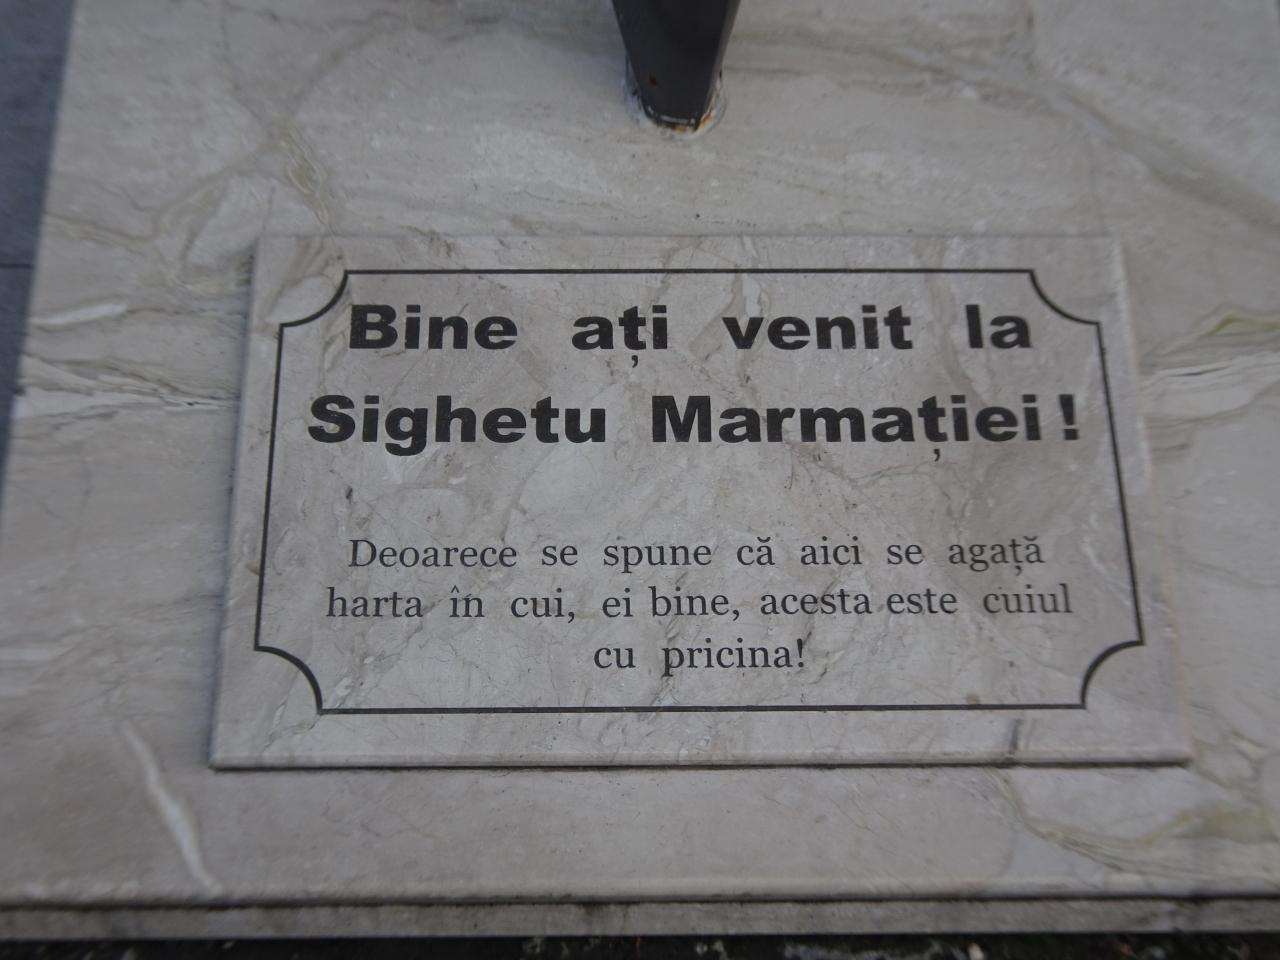 Bine ați venit la
Sighetu Marmației!
Deoarece se spune că aici se agață
harta în cui, ei bine, acesta este cuiul
cu pricina!